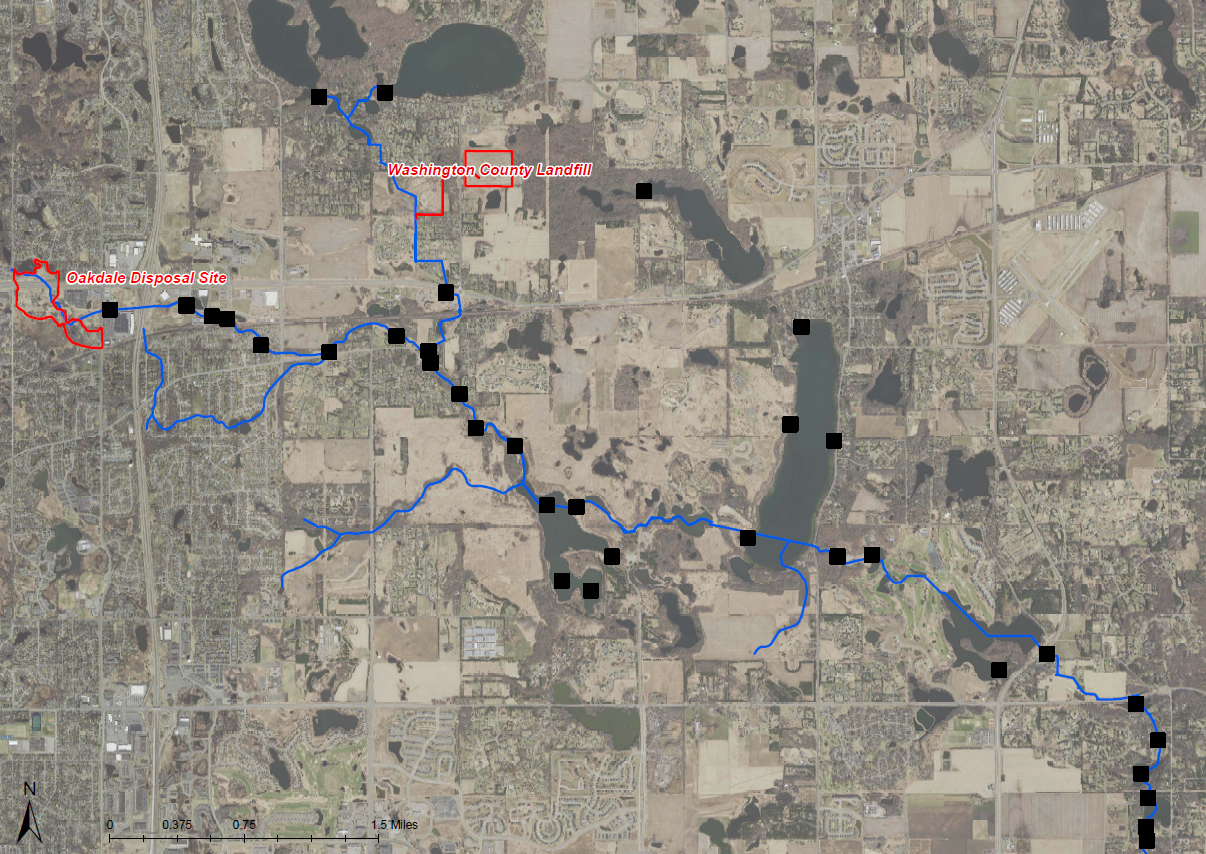 Washington County Landfill
Oakdale Disposal Site
N
0 0.375 0.75 1.5 Miles